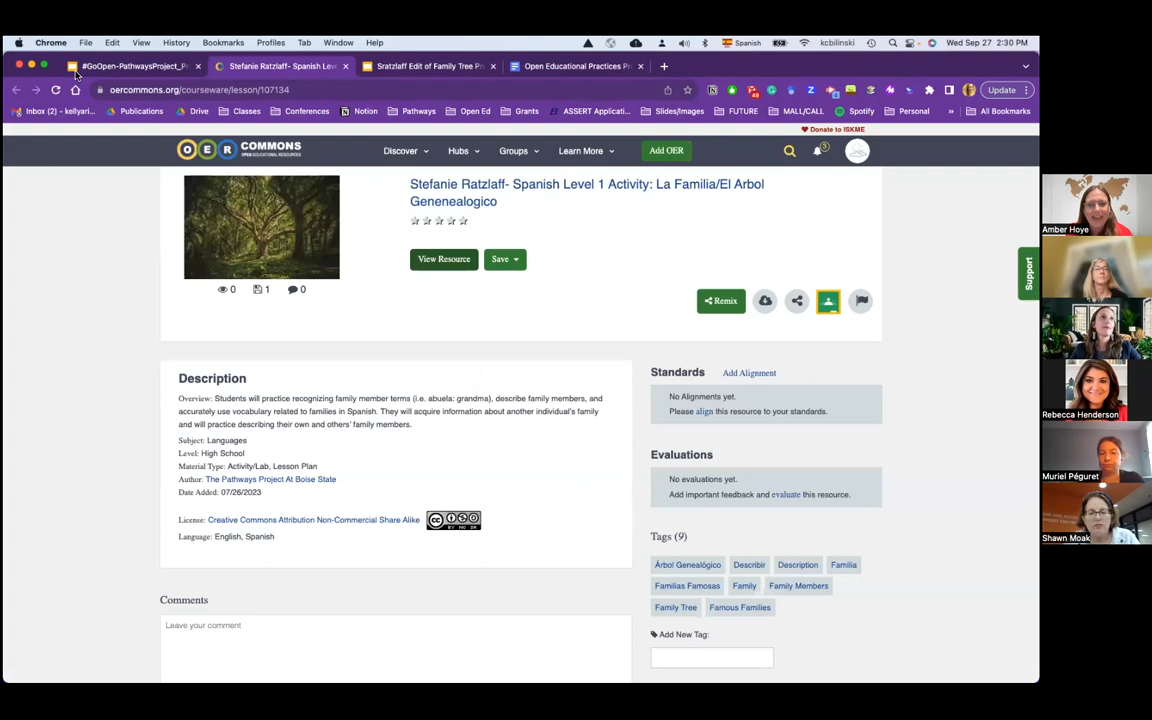 Chrome File Edit View History Bookmarks Profiles Tab Window Help Spanish kcbilinski Wed Sep 27 2:30 PM
#GoOpen-PathwaysProject_Pr Stefanie Ratzlaff- Spanish Leve Sratzlaff Edit of Family Tree Pr Open Educational Practices Pr
oercommons.org/courseware/lesson/107134 Update
Inbox (2) - kellyari... Publications Drive Classes Conferences Notion Pathways Open Ed Grants ASSERT Applicati... Slides/Images FUTURE MALL/CALL Spotify Personal » All Bookmarks
Donate to ISKME
OER COMMONS
OPEN EDUCATIONAL RESOURCES
Discover Hubs Groups Learn More Add OER
Stefanie Ratzlaff- Spanish Level 1 Activity: La Familia/El Arbol
Genenealogico
View Resource Save
0 1 0
Remix
Support
Description
Overview: Students will practice recognizing family member terms (i.e. abuela: grandma), describe family members, and
accurately use vocabulary related to families in Spanish. They will acquire information about another individual's family
and will practice describing their own and others' family members.
Subject: Languages
Level: High School
Material Type: Activity/Lab, Lesson Plan
Author: The Pathways Project At Boise State
Date Added: 07/26/2023
License: Creative Commons Attribution Non-Commercial Share Alike
Language: English, Spanish
Comments
Leave your comment
Standards Add Alignment
No Alignments yet.
Please align this resource to your standards.
Evaluations
No evaluations yet.
Add important feedback and evaluate this resource.
Tags (9)
Árbol Genealógico Describir Description Familia
Familias Famosas Family Family Members
Family Tree Famous Families
Add New Tag:
Amber Hoye
Rebecca Henderson
Muriel Péguret
Shawn Moak